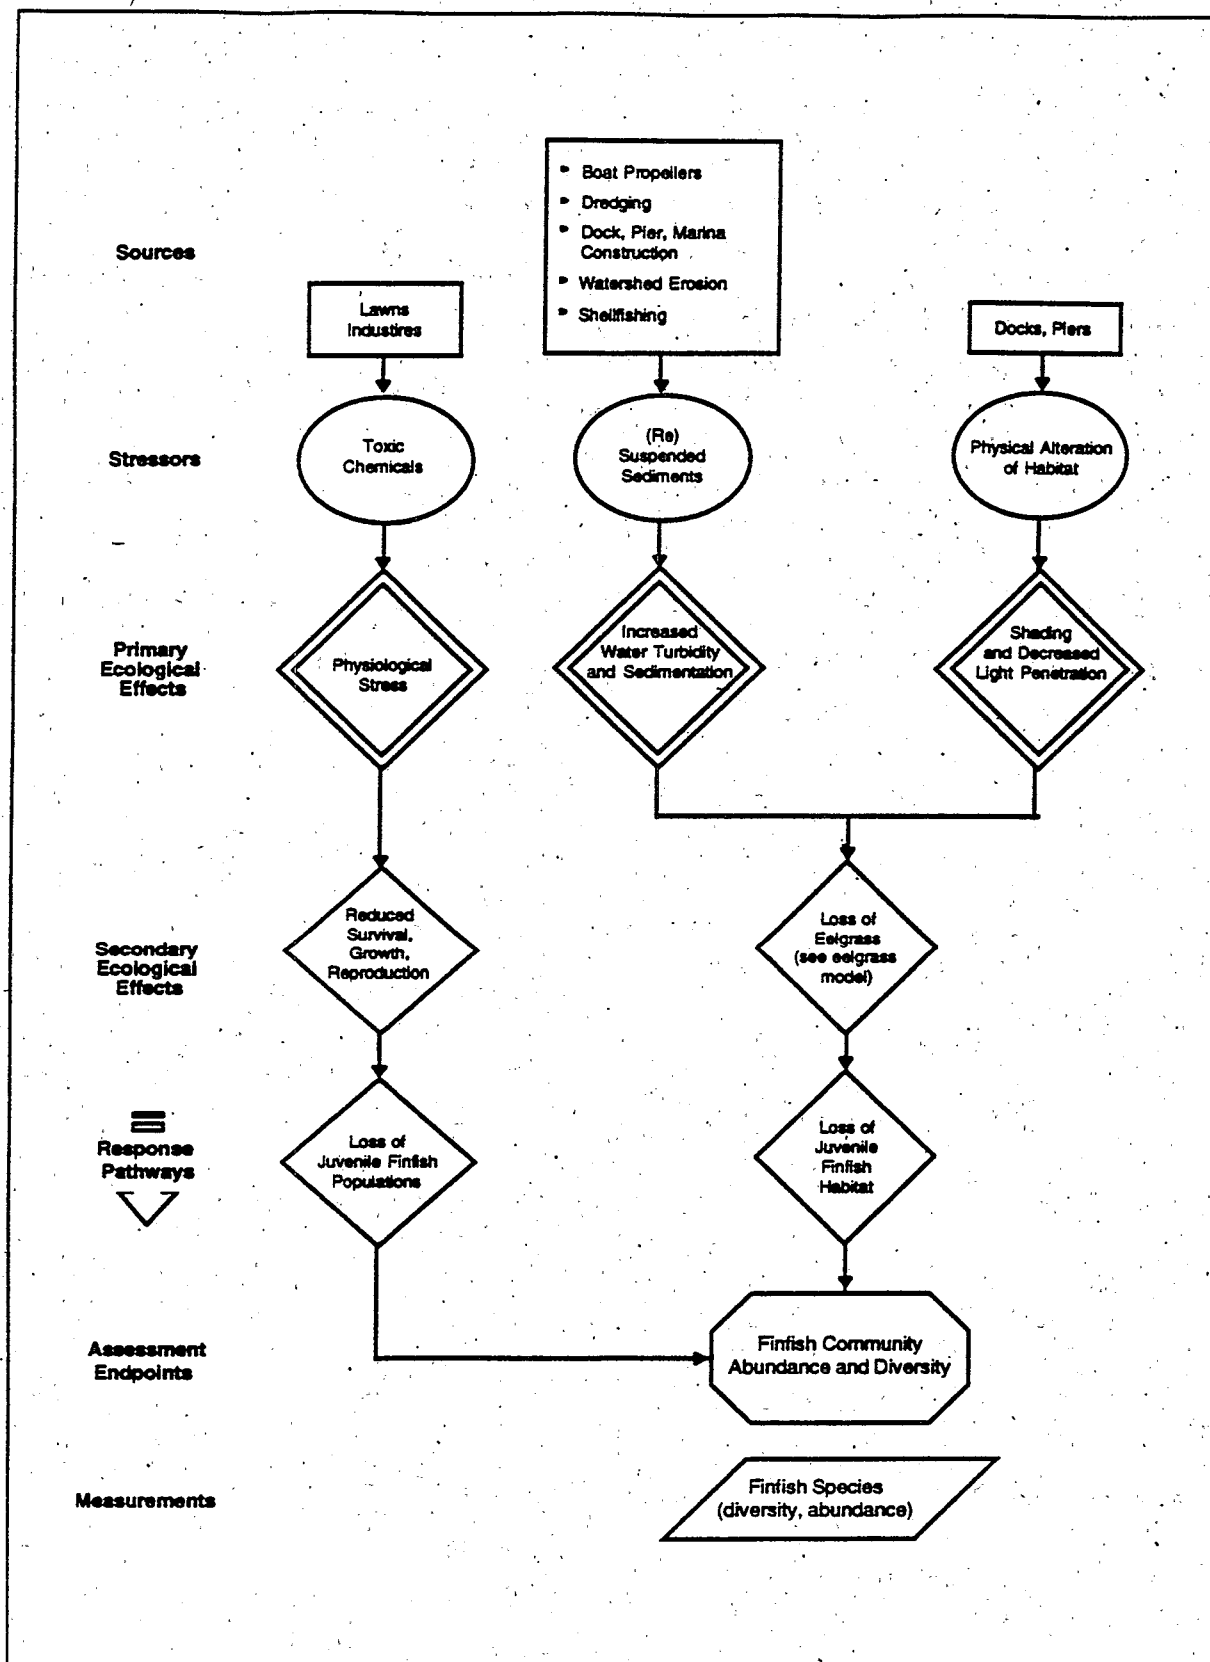 ▸ Boat Propellers
▸ Dredging
▸ Dock, Pier, Marina
Construction
▸ Watershed Erosion
▸ Shellfishing
Sources
Lawns
Industires
Docks, Piers
Stressors
Toxic
Chemicals
(Re)
Suspended
Sediments
Physical Alteration
of Habitat
Primary
Ecological
Effects
Physiological
Stress
Increased
Water Turbidity
and Sedimentation
Shading
and Decreased
Light Penetration
Secondary
Ecological
Effects
Reduced
Survival,
Growth,
Reproduction
Loss of
Eelgrass
(see eelgrass
model)
Response
Pathways
Loss of
Juvenile Finfish
Populations
Loss of
Juvenile
Finfish
Habitat
Assessment
Endpoints
Finfish Community
Abundance and Diversity
Measurements
Finfish Species
(diversity, abundance)